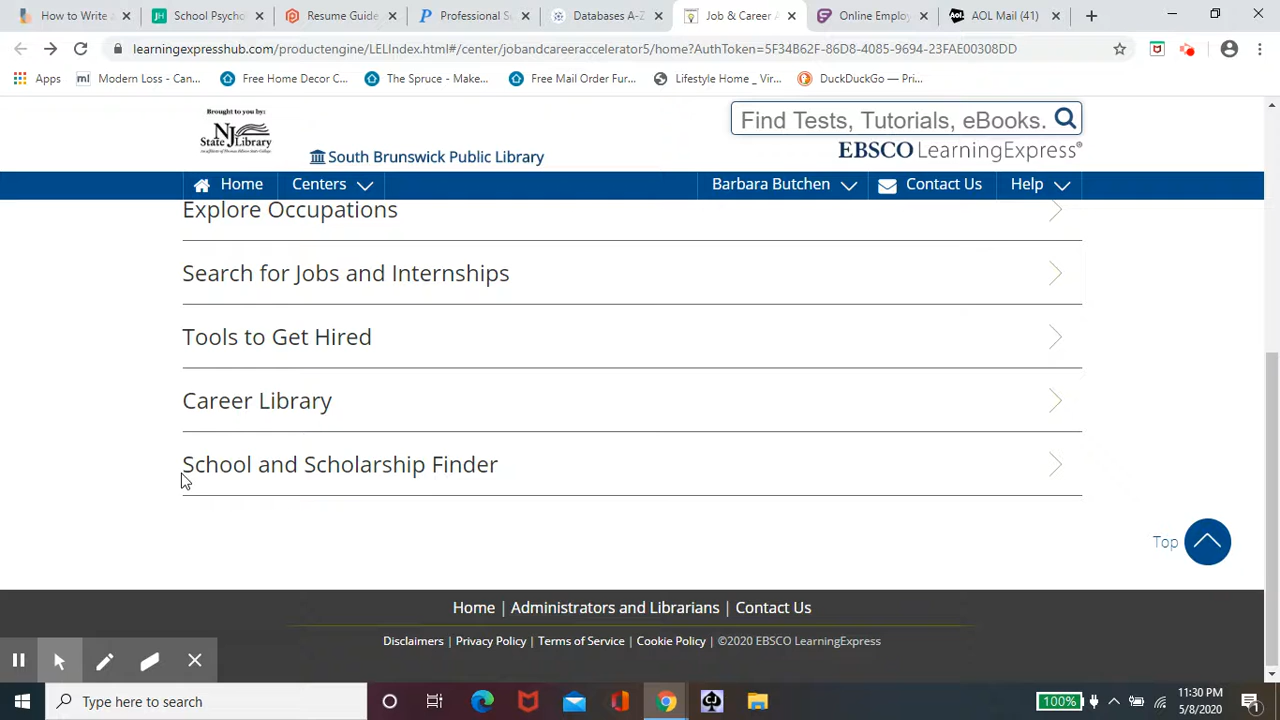 How to Write
School Psycho
Resume Guide
Professional Su
Databases A-Z
Job & Career A
Online Employ
AOL Mail (41)
learningexpresshub.com/productengine/LELIndex.html#/center/jobandcareeraccelerator5/home?AuthToken=5F34B62F-86D8-4085-9694-23FAE00308DD
Apps
ml Modern Loss - Can...
Free Home Decor C...
The Spruce - Make...
Free Mail Order Fur...
Lifestyle Home _ Vir...
DuckDuckGo — Pri...
Brought to you by:
NJ
State Library
South Brunswick Public Library
Find Tests, Tutorials, eBooks.
EBSCO LearningExpress®
Home
Centers
Barbara Butchen
Contact Us
Help
Explore Occupations
Search for Jobs and Internships
Tools to Get Hired
Career Library
School and Scholarship Finder
Top
Home | Administrators and Librarians | Contact Us
Disclaimers | Privacy Policy | Terms of Service | Cookie Policy | ©2020 EBSCO LearningExpress
Type here to search
100%
11:30 PM
5/8/2020
1